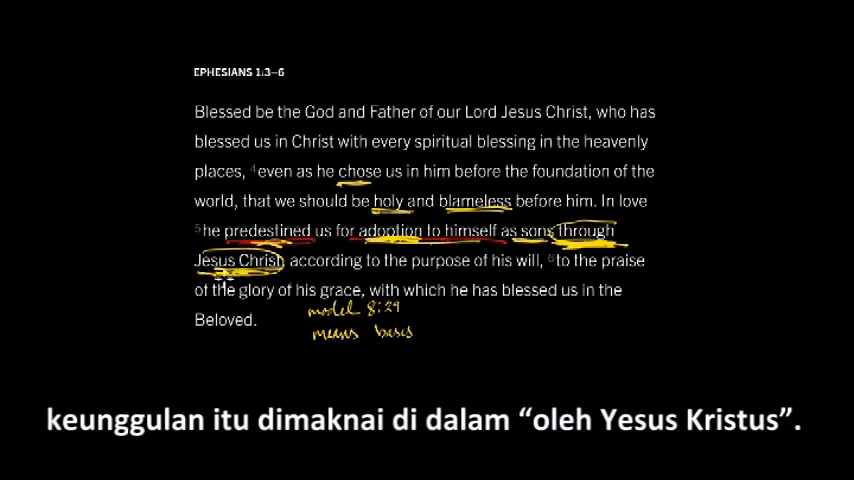 EPHESIANS 1:3–6
Blessed be the God and Father of our Lord Jesus Christ, who has
blessed us in Christ with every spiritual blessing in the heavenly
places, ⁴even as he chose us in him before the foundation of the
world, that we should be holy and blameless before him. In love
⁵he predestined us for adoption to himself as sons through
Jesus Christ, according to the purpose of his will, ⁶to the praise
of the glory of his grace, with which he has blessed us in the
Beloved.
model 8:29
means basis
keunggulan itu dimaknai di dalam “oleh Yesus Kristus”.